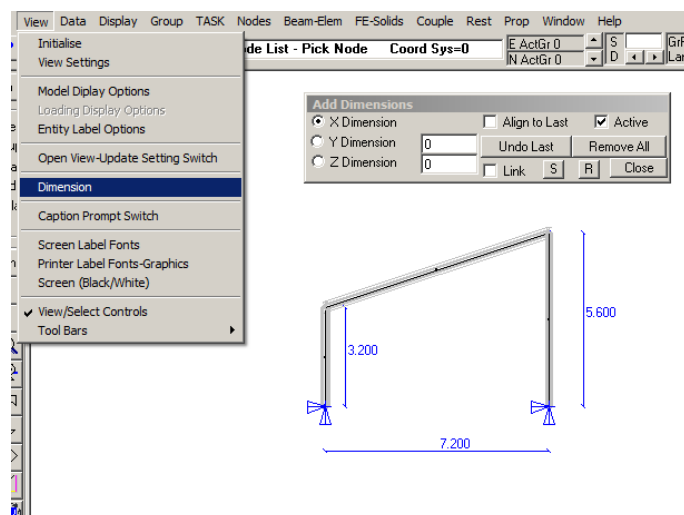 View Data Display Group TASK Nodes Beam-Elem FE-Solids Couple Rest Prop Window Help
Initialise
View Settings
Model Diplay Options
Loading Display Options
Entity Label Options
Open View-Update Setting Switch
Dimension
Caption Prompt Switch
Screen Label Fonts
Printer Label Fonts-Graphics
Screen (Black/White)
View/Select Controls
Tool Bars
ode List - Pick Node Coord Sys=0
E ActGr 0
N ActGr 0
S
D
GrF
Lar
Add Dimensions
X Dimension Align to Last Active
Y Dimension 0 Undo Last Remove All
Z Dimension 0 Link S R Close
5.600
3.200
7.200